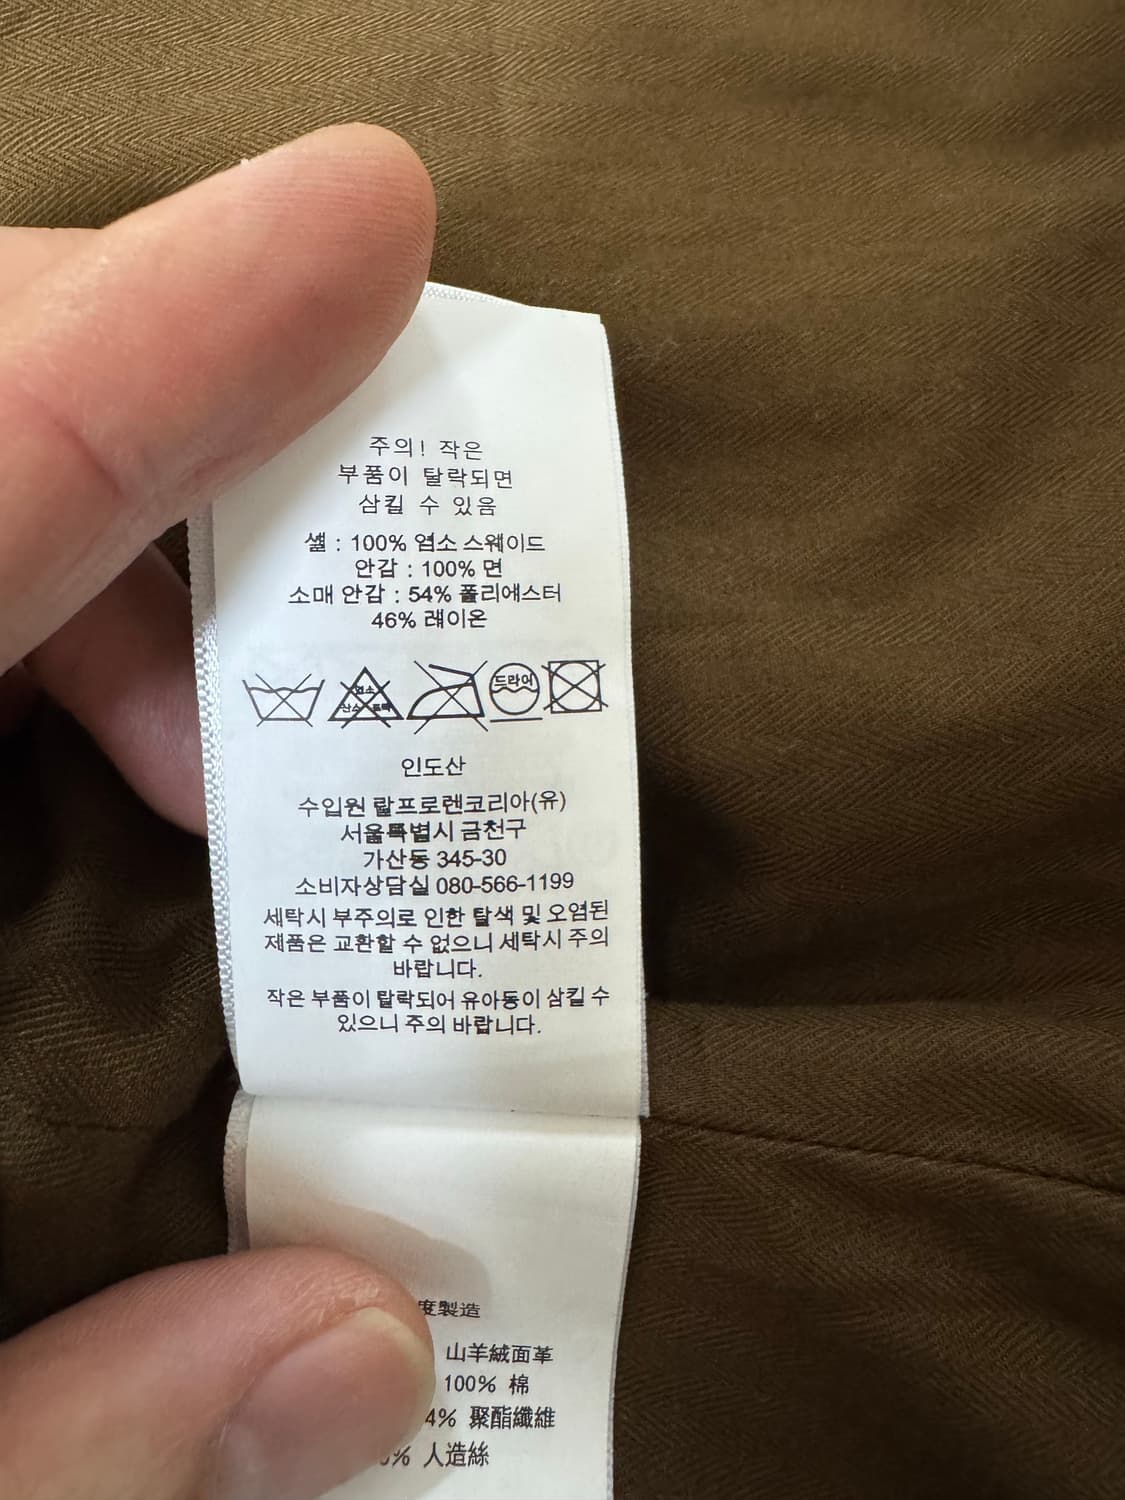 주의! 작은
부품이 탈락되면
삼킬 수 있음
셸 : 100% 염소 스웨이드
안감 : 100% 면
소매 안감 : 54% 폴리에스터
46% 레이온
드라이
인도산
수입원 랄프로렌코리아(유)
서울특별시 금천구
가산동 345-30
소비자상담실 080-566-1199
세탁시 부주의로 인한 탈색 및 오염된
제품은 교환할 수 없으니 세탁시 주의
바랍니다.
작은 부품이 탈락되어 유아동이 삼킬 수
있으니 주의 바랍니다.
度製造
山羊絨面革
100% 棉
4% 聚酯纖維
% 人造絲